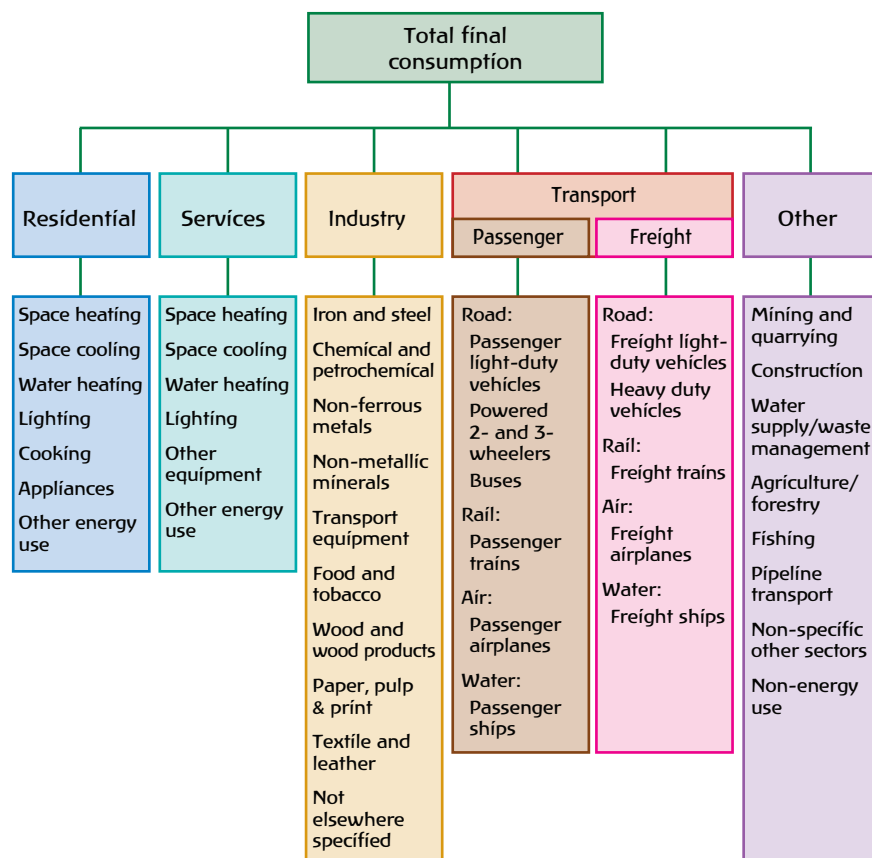 Total final
consumption
Residential
Services
Industry
Transport
Passenger
Freight
Other
Space heating
Space cooling
Water heating
Lighting
Cooking
Appliances
Other energy
use
Space heating
Space cooling
Water heating
Lighting
Other
equipment
Other energy
use
Iron and steel
Chemical and
petrochemical
Non-ferrous
metals
Non-metallic
minerals
Transport
equipment
Food and
tobacco
Wood and
wood products
Paper, pulp
& print
Textile and
leather
Not
elsewhere
specified
Road:
Passenger
light-duty
vehicles
Powered
2- and 3-
wheelers
Buses
Rail:
Passenger
trains
Air:
Passenger
airplanes
Water:
Passenger
ships
Road:
Freight light-
duty vehicles
Heavy duty
vehicles
Rail:
Freight trains
Air:
Freight
airplanes
Water:
Freight ships
Mining and
quarrying
Construction
Water
supply/waste
management
Agriculture/
forestry
Fishing
Pipeline
transport
Non-specific
other sectors
Non-energy
use